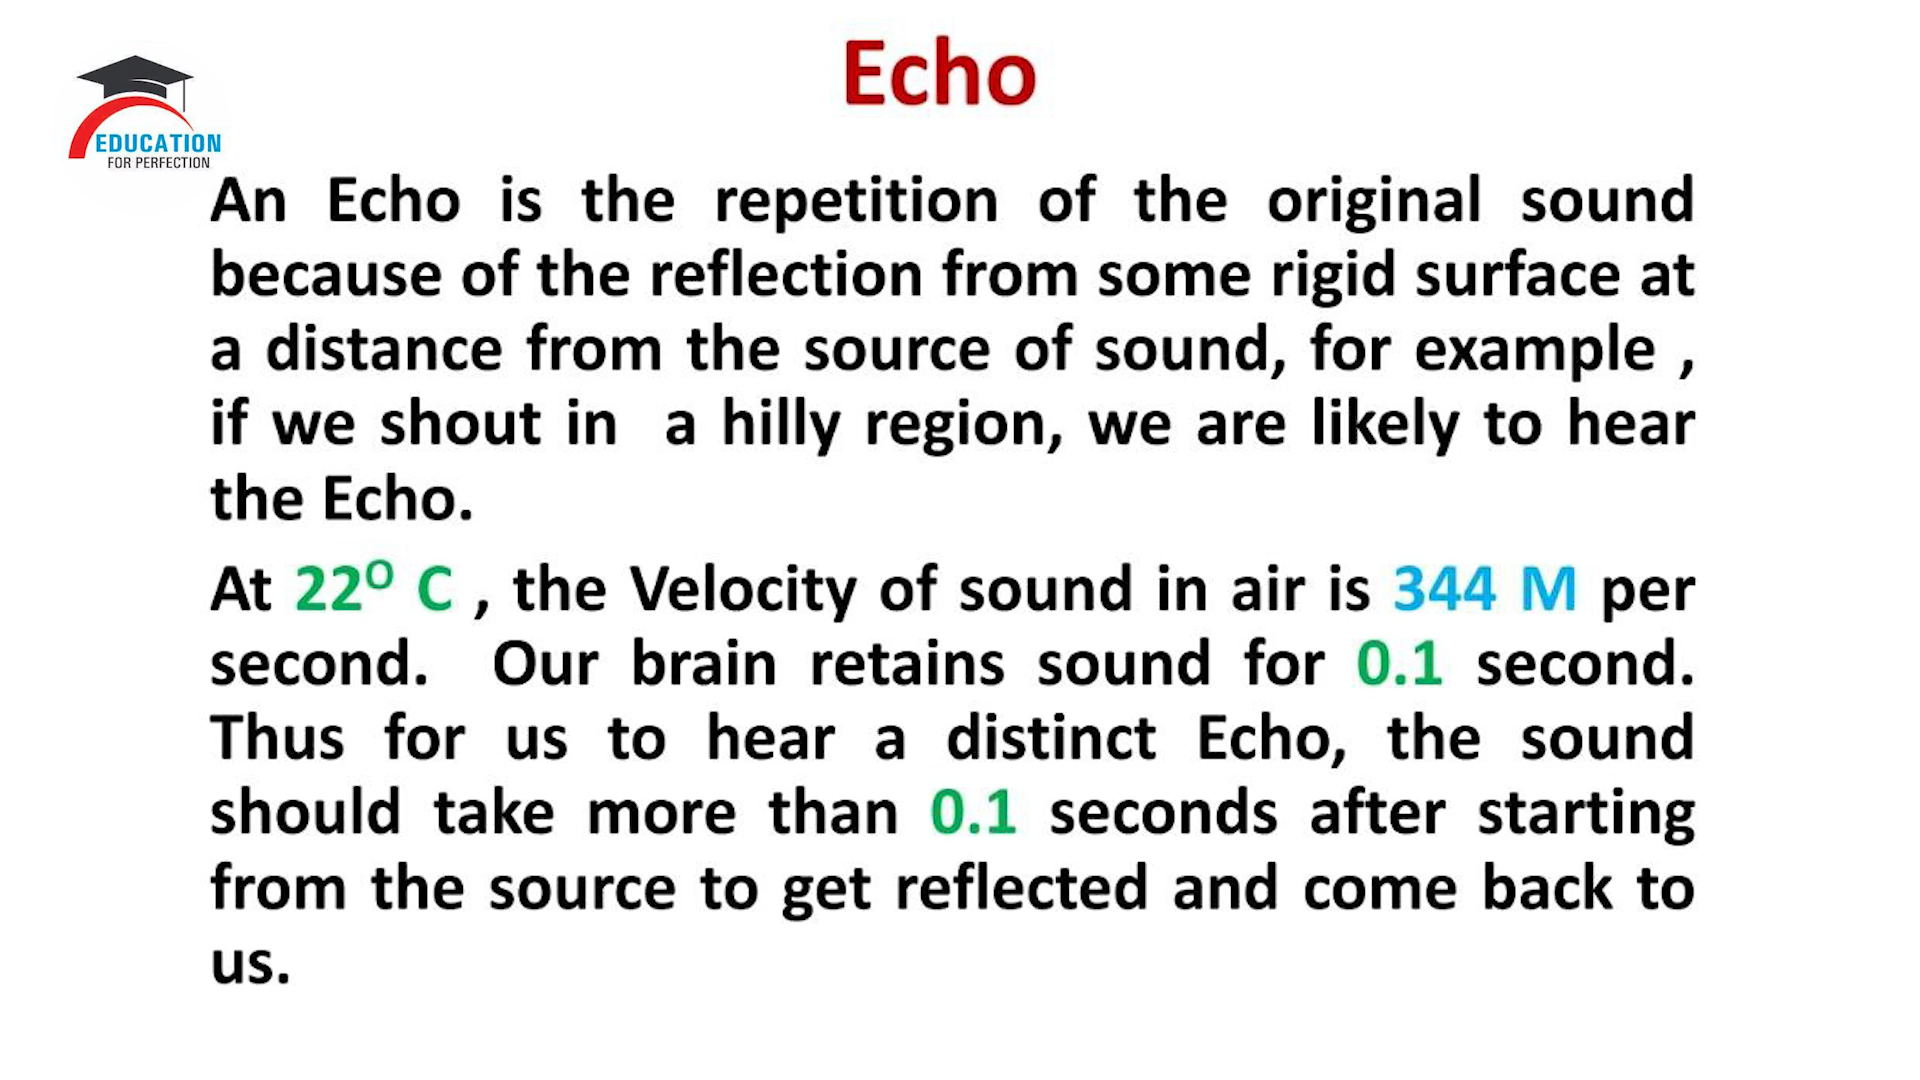 Echo
EDUCATION
FOR PERFECTION
An Echo is the repetition of the original sound
because of the reflection from some rigid surface at
a distance from the source of sound, for example ,
if we shout in a hilly region, we are likely to hear
the Echo.
At 22⁰ C , the Velocity of sound in air is 344 M per
second. Our brain retains sound for 0.1 second.
Thus for us to hear a distinct Echo, the sound
should take more than 0.1 seconds after starting
from the source to get reflected and come back to
us.